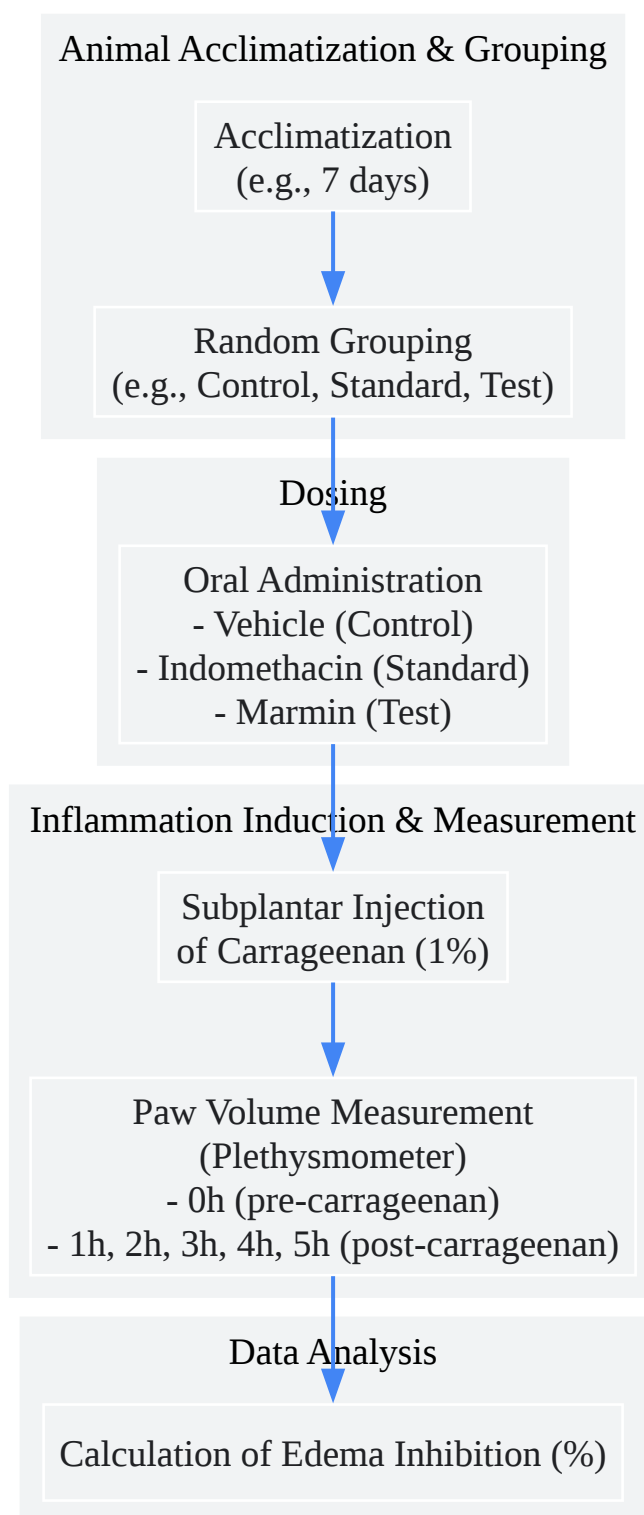 Animal Acclimatization & Grouping
Acclimatization
(e.g., 7 days)
Random Grouping
(e.g., Control, Standard, Test)
Dosing
Oral Administration
- Vehicle (Control)
- Indomethacin (Standard)
- Marmin (Test)
Inflammation Induction & Measurement
Subplantar Injection
of Carrageenan (1%)
Paw Volume Measurement
(Plethysmometer)
- 0h (pre-carrageenan)
- 1h, 2h, 3h, 4h, 5h (post-carrageenan)
Data Analysis
Calculation of Edema Inhibition (%)